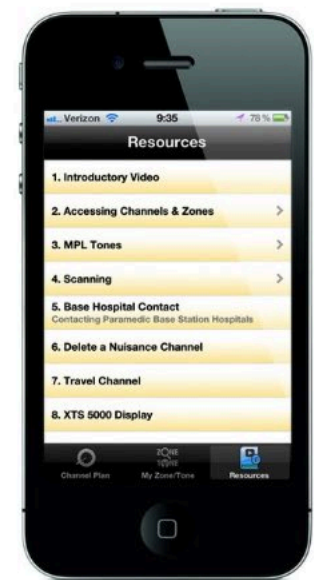 Verizon 9:35 78%
Resources
1. Introductory Video
2. Accessing Channels & Zones
3. MPL Tones
4. Scanning
5. Base Hospital Contact
Contacting Paramedic Base Station Hospitals
6. Delete a Nuisance Channel
7. Travel Channel
8. XTS 5000 Display
ZONE
TONE
Channel Plan My Zone/Tone Resources